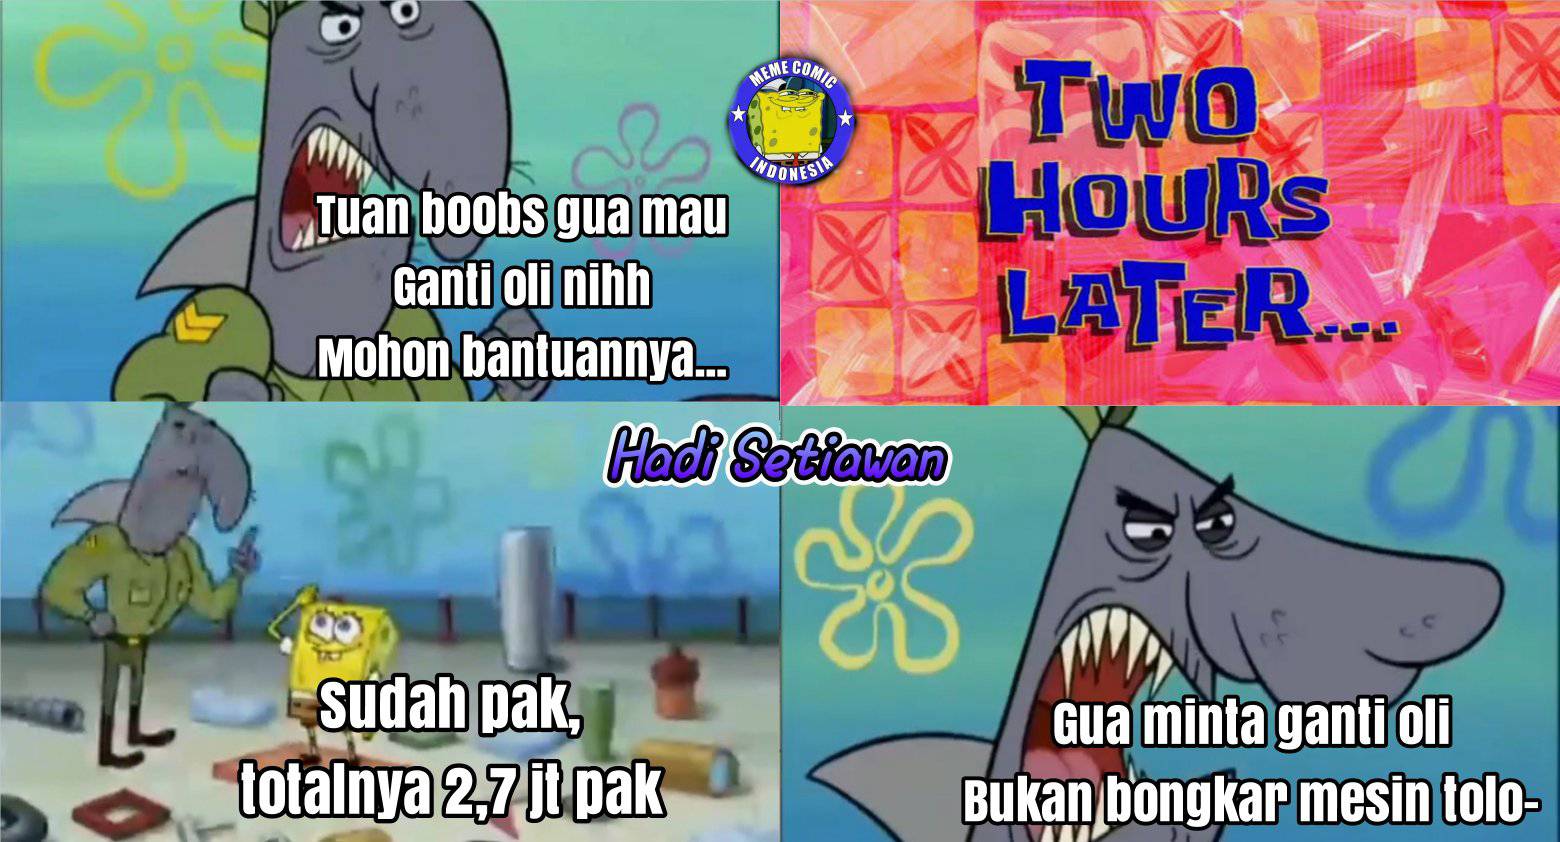 Tuan boobs gua mau
Ganti oli nihh
Mohon bantuannya...
MEME COMIC
INDONESIA
TWO
HOURS
LATER...
Hadi Setiawan
Sudah pak,
totalnya 2,7 jt pak
Gua minta ganti oli
Bukan bongkar mesin tolo-